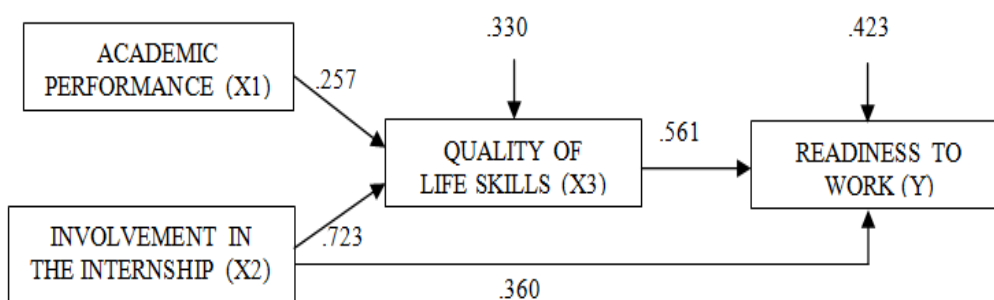 .330
.423
ACADEMIC
PERFORMANCE (X1)
.257
QUALITY OF
LIFE SKILLS (X3)
.561
READINESS TO
WORK (Y)
INVOLVEMENT IN
THE INTERNSHIP (X2)
.723
.360